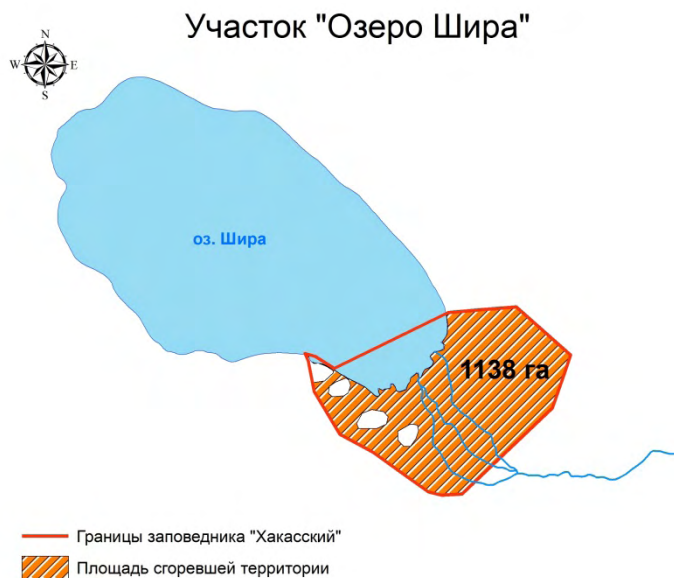 Участок "Озеро Шира"
N
W E
S
оз. Шира
1138 га
Границы заповедника "Хакасский"
Площадь сгоревшей территории